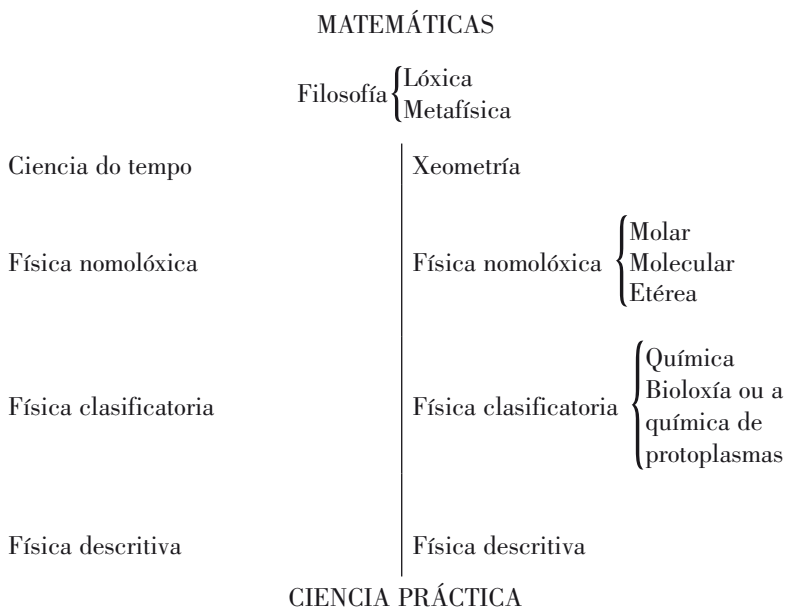 MATEMÁTICAS
Filosofía
Lóxica
Metafísica
Ciencia do tempo
Xeometría
Física nomolóxica
Física nomolóxica
Molar
Molecular
Etérea
Física clasificatoria
Física clasificatoria
Química
Bioloxía ou a
química de
protoplasmas
Física descritiva
Física descritiva
CIENCIA PRÁCTICA